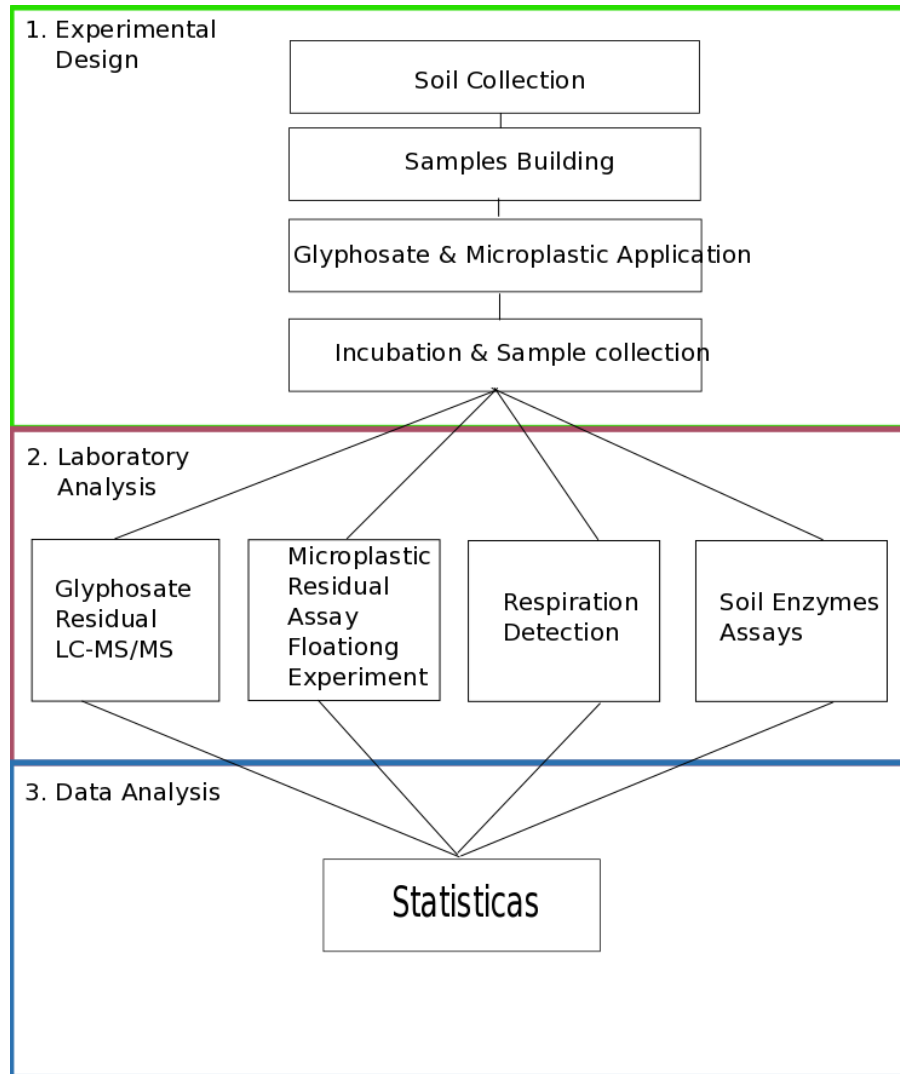 1. Experimental
Design
Soil Collection
Samples Building
Glyphosate & Microplastic Application
Incubation & Sample collection
2. Laboratory
Analysis
Glyphosate
Residual
LC-MS/MS
Microplastic
Residual
Assay
Floationg
Experiment
Respiration
Detection
Soil Enzymes
Assays
3. Data Analysis
Statisticas